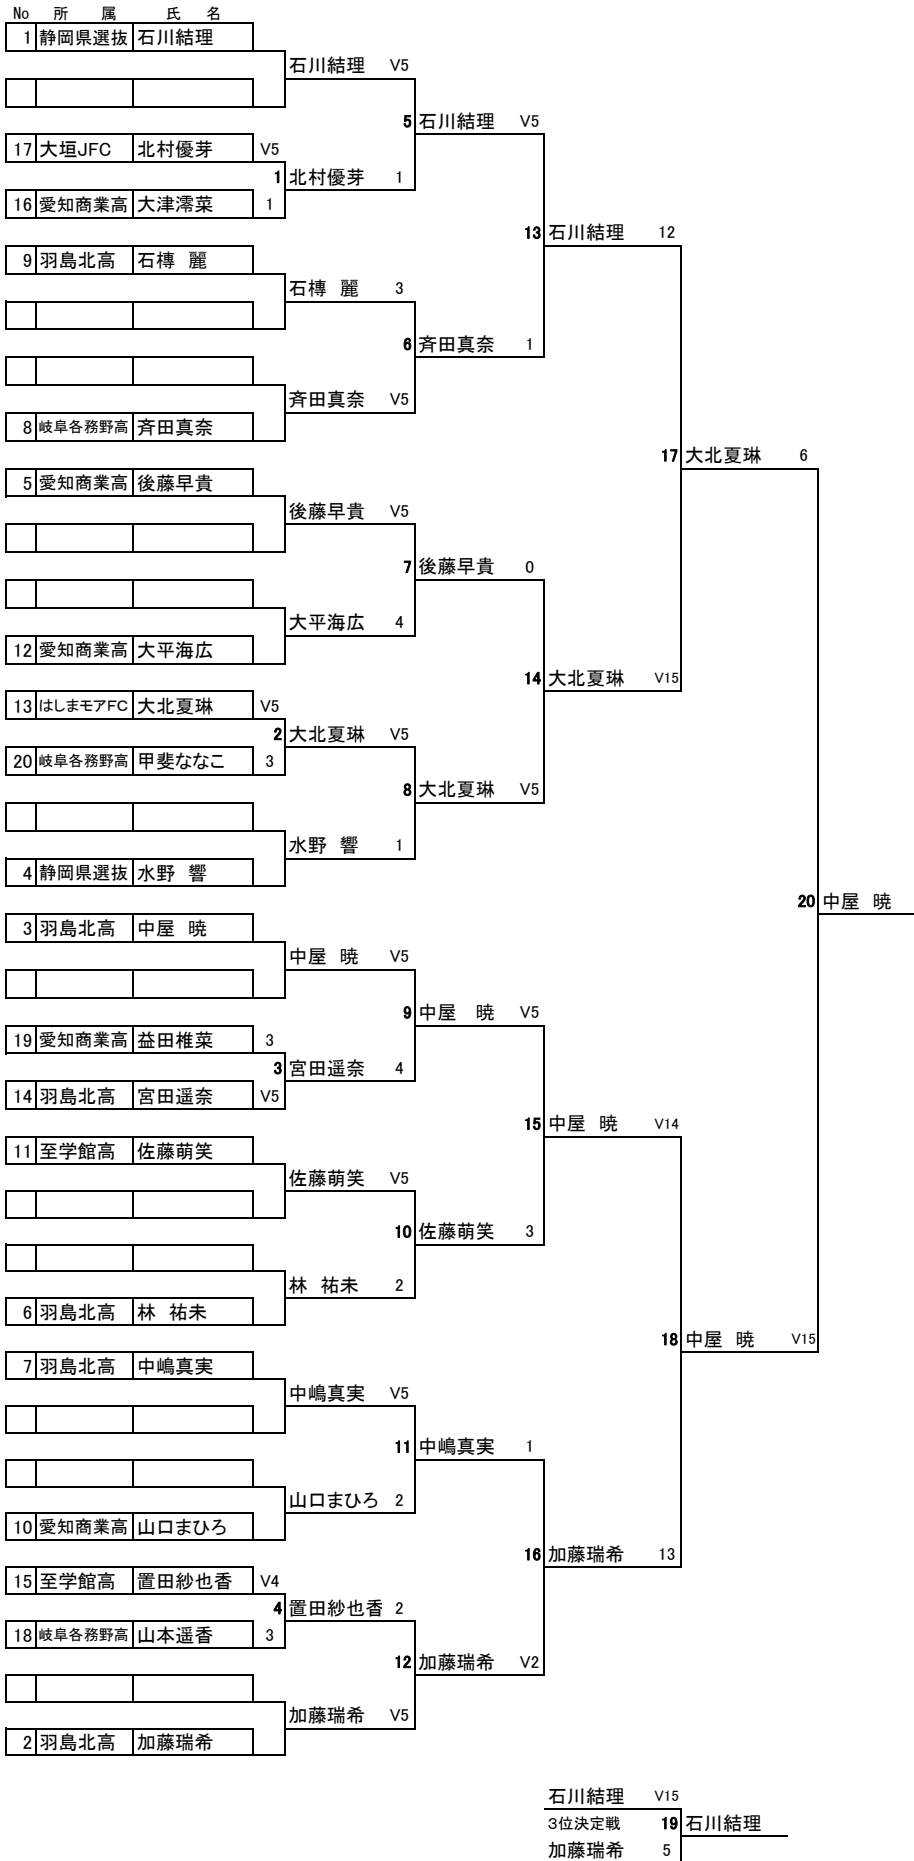 No 所 属 氏 名
1 静岡県選抜 石川結理
石川結理 V5
5 石川結理 V5
17 大垣JFC 北村優芽 V5
1 北村優芽 1
16 愛知商業高 大津澪菜 1
13 石川結理 12
9 羽島北高 石榑 麗
石榑 麗 3
6 斉田真奈 1
斉田真奈 V5
8 岐阜各務野高 斉田真奈
17 大北夏琳 6
5 愛知商業高 後藤早貴
後藤早貴 V5
7 後藤早貴 0
大平海広 4
12 愛知商業高 大平海広
14 大北夏琳 V15
13 はしまモアFC 大北夏琳 V5
2 大北夏琳 V5
20 岐阜各務野高 甲斐ななこ 3
8 大北夏琳 V5
水野 響 1
4 静岡県選抜 水野 響
20 中屋 暁
3 羽島北高 中屋 暁
中屋 暁 V5
9 中屋 暁 V5
19 愛知商業高 益田椎菜 3
3 宮田遥奈 4
14 羽島北高 宮田遥奈 V5
15 中屋 暁 V14
11 至学館高 佐藤萌笑
佐藤萌笑 V5
10 佐藤萌笑 3
林 祐未 2
6 羽島北高 林 祐未
18 中屋 暁 V15
7 羽島北高 中嶋真実
中嶋真実 V5
11 中嶋真実 1
山口まひろ 2
10 愛知商業高 山口まひろ
16 加藤瑞希 13
15 至学館高 置田紗也香 V4
4 置田紗也香 2
18 岐阜各務野高 山本遥香 3
12 加藤瑞希 V2
加藤瑞希 V5
2 羽島北高 加藤瑞希
石川結理 V15
3位決定戦 19 石川結理
加藤瑞希 5